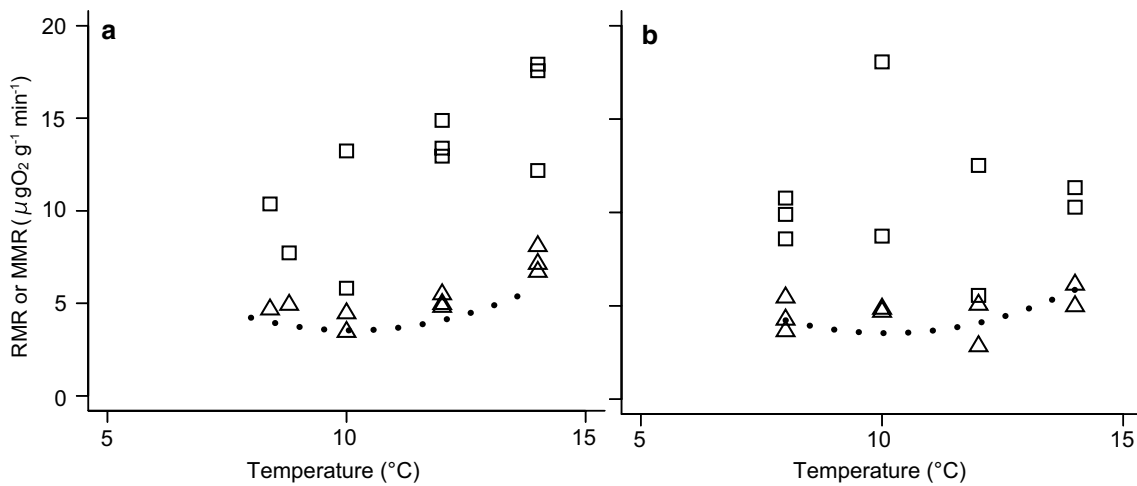 a
b
20
15
10
5
0
RMR or MMR (μgO₂ g⁻¹ min⁻¹)
5 10 15
5 10 15
Temperature (°C)
Temperature (°C)